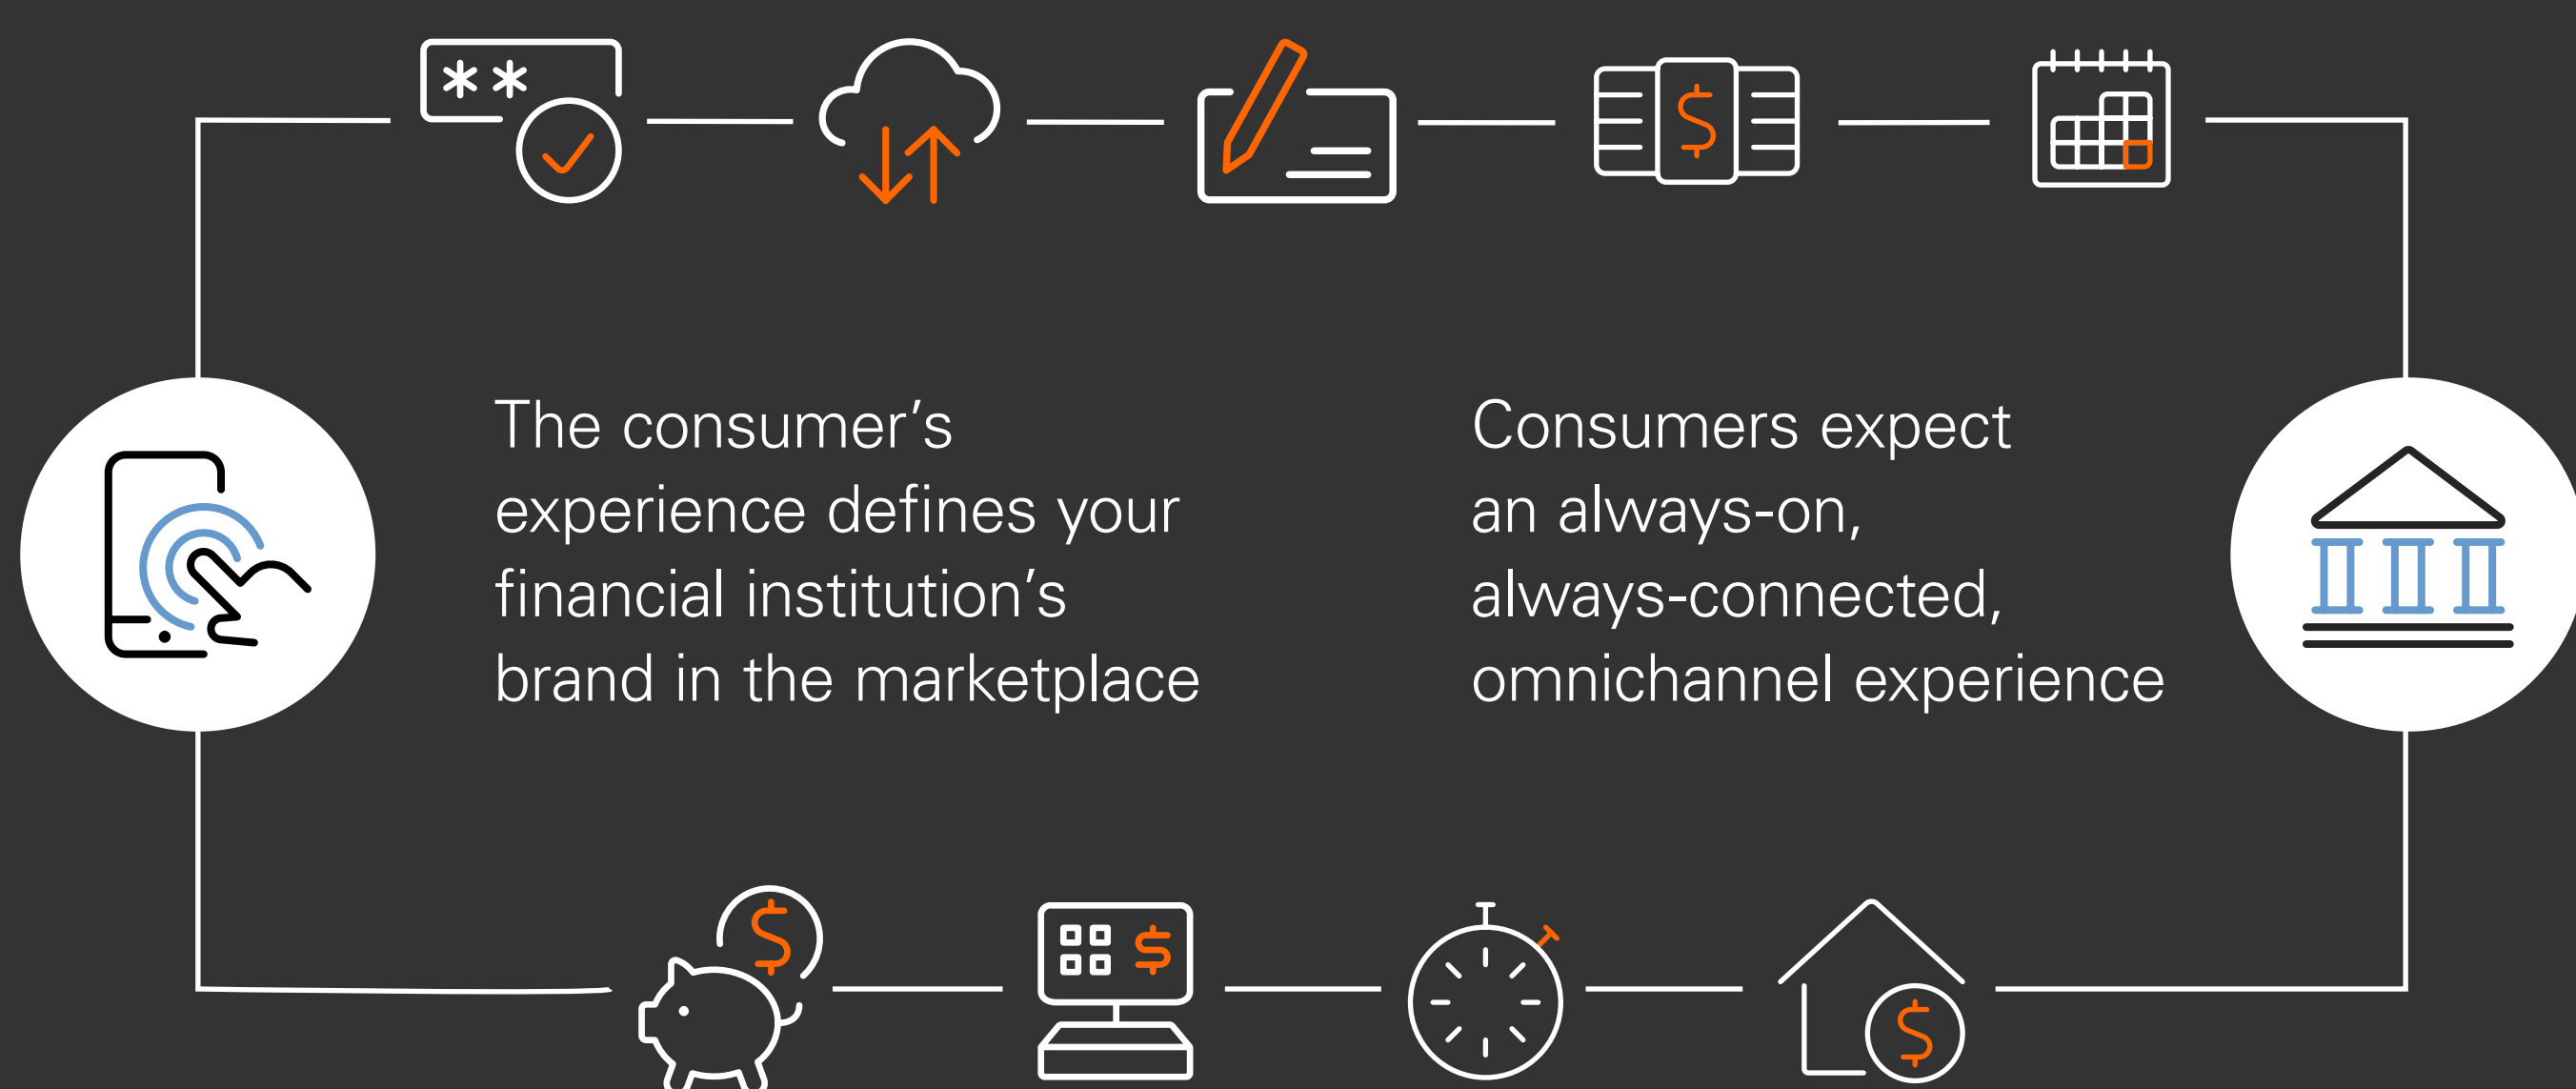 The consumer’s
experience defines your
financial institution’s
brand in the marketplace
Consumers expect
an always-on,
always-connected,
omnichannel experience